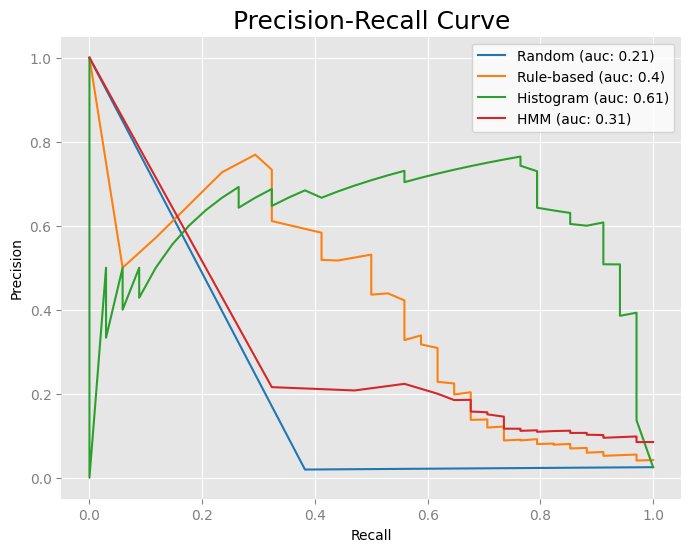 Precision-Recall Curve
Random (auc: 0.21)
Rule-based (auc: 0.4)
Histogram (auc: 0.61)
HMM (auc: 0.31)
Precision
1.0
0.8
0.6
0.4
0.2
0.0
0.0 0.2 0.4 0.6 0.8 1.0
Recall